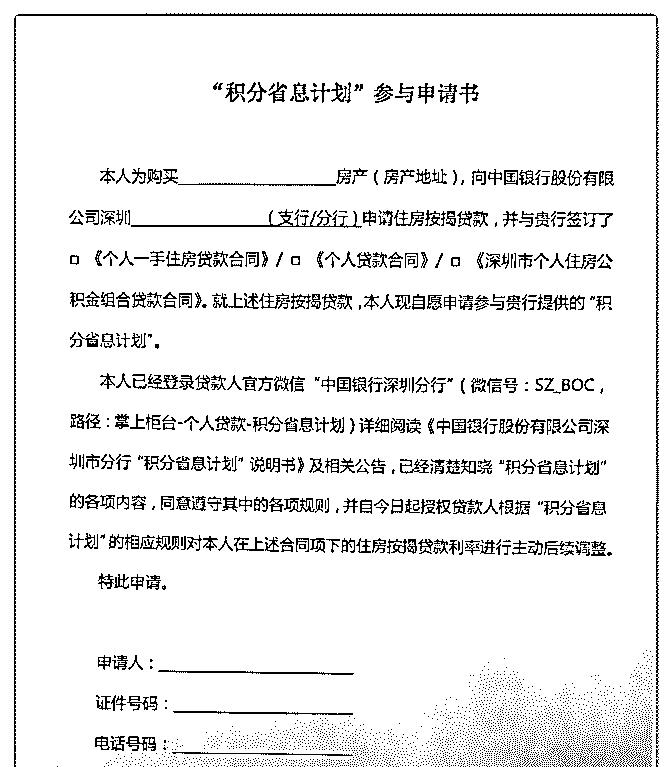 “积分省息计划”参与申请书
本人为购买____________________房产（房产地址），向中国银行股份有限
公司深圳_________________（支行/分行）申请住房按揭贷款，并与贵行签订了
□ 《个人一手住房贷款合同》/ □ 《个人贷款合同》/ □ 《深圳市个人住房公
积金组合贷款合同》。就上述住房按揭贷款，本人现自愿申请参与贵行提供的“积
分省息计划”。
本人已经登录贷款人官方微信“中国银行深圳分行”（微信号：SZ_BOC，
路径：掌上柜台-个人贷款-积分省息计划）详细阅读《中国银行股份有限公司深
圳市分行“积分省息计划”说明书》及相关公告，已经清楚知晓“积分省息计划”
的各项内容，同意遵守其中的各项规则，并自今日起授权贷款人根据“积分省息
计划”的相应规则对本人在上述合同项下的住房按揭贷款利率进行主动后续调整。
特此申请。
申请人：________________________
证件号码：______________________
电话号码：______________________